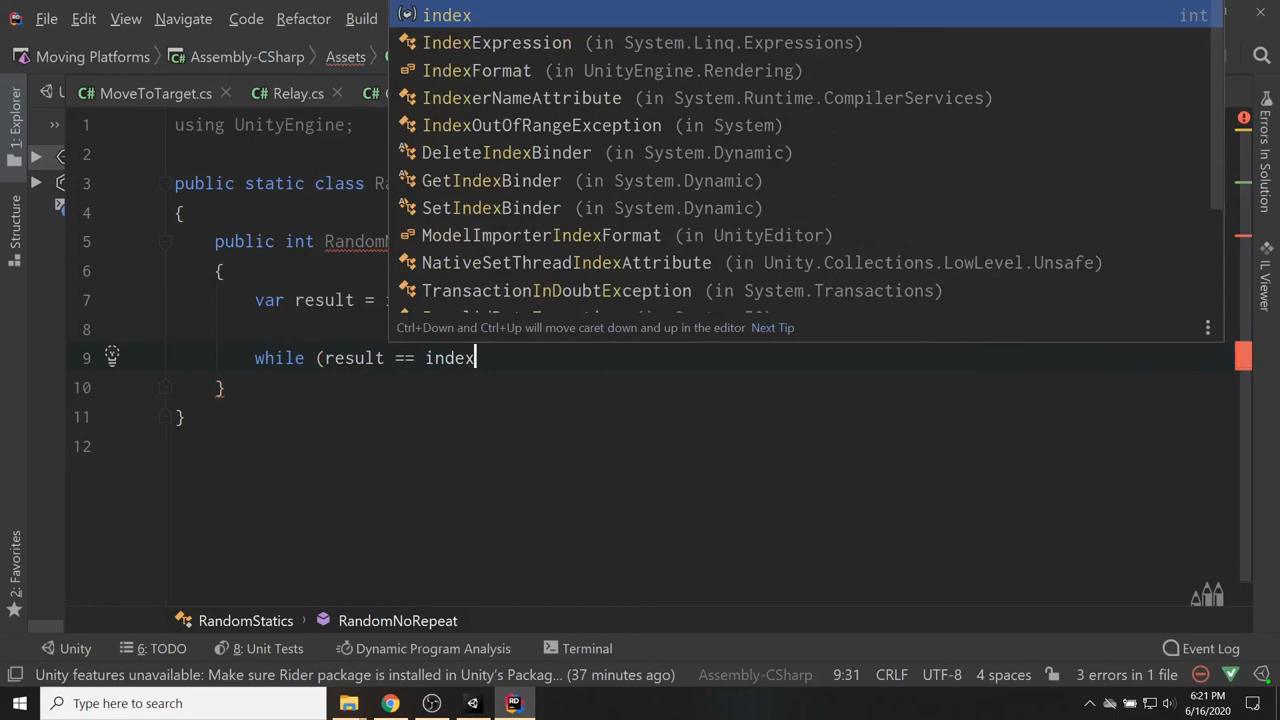 File Edit View Navigate Code Refactor Build
index int
IndexExpression (in System.Linq.Expressions)
Moving Platforms Assembly-CSharp Assets
IndexFormat (in UnityEngine.Rendering)
MoveToTarget.cs Relay.cs
IndexerNameAttribute (in System.Runtime.CompilerServices)
1 using UnityEngine;
IndexOutOfRangeException (in System)
2
DeleteIndexBinder (in System.Dynamic)
3 public static class
GetIndexBinder (in System.Dynamic)
4 {
SetIndexBinder (in System.Dynamic)
5 public int
ModelImporterIndexFormat (in UnityEditor)
6 {
NativeSetThreadIndexAttribute (in Unity.Collections.LowLevel.Unsafe)
7 var result =
TransactionInDoubtException (in System.Transactions)
8
Ctrl+Down and Ctrl+Up will move caret down and up in the editor Next Tip
9 while (result == index
10 }
11 }
12
1: Explorer
Structure
2: Favorites
Errors
IL Viewer
RandomStatics RandomNoRepeat
Unity 6: TODO 8: Unit Tests Dynamic Program Analysis Terminal Event Log
Unity features unavailable: Make sure Rider package is installed in Unity's Packag... (37 minutes ago) Assembly-CSharp 9:31 CRLF UTF-8 4 spaces 3 errors in 1 file
Type here to search 6:21 PM
6/16/2020